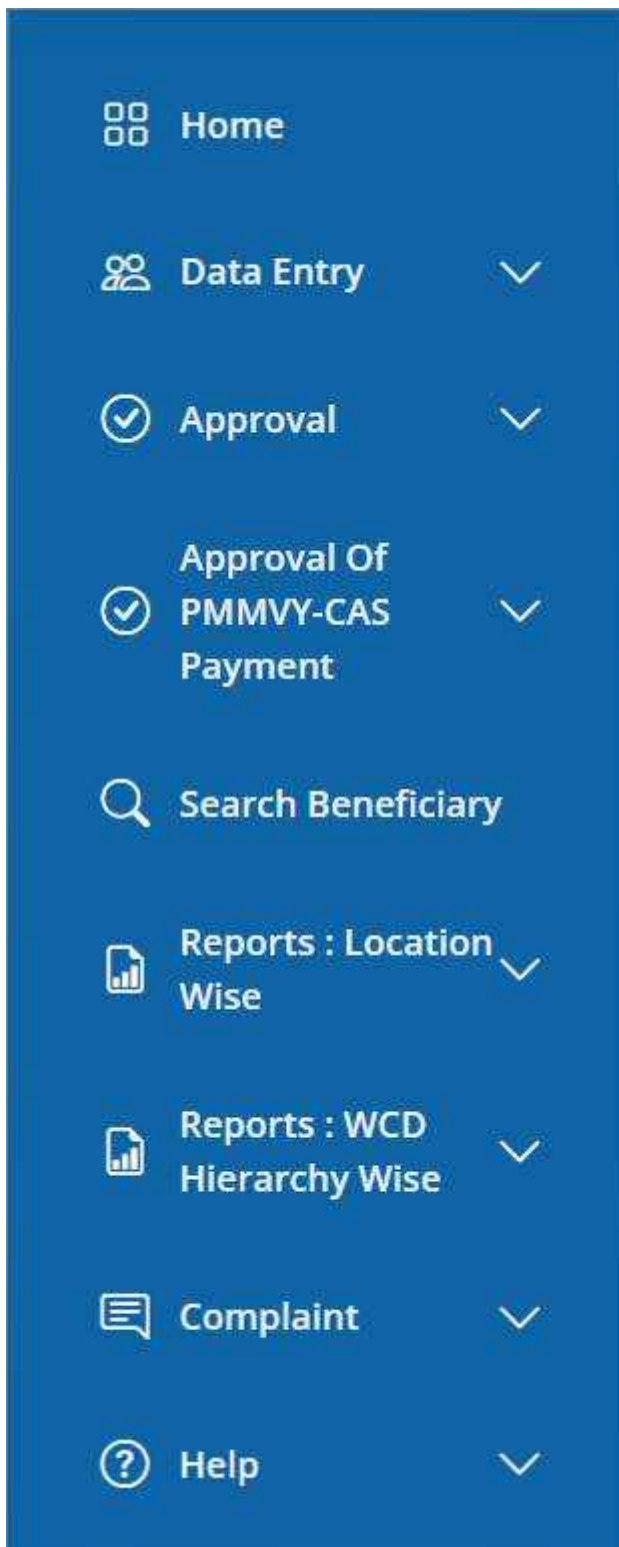 Home
Data Entry
Approval
Approval Of
PMMVY-CAS
Payment
Search Beneficiary
Reports : Location
Wise
Reports : WCD
Hierarchy Wise
Complaint
Help